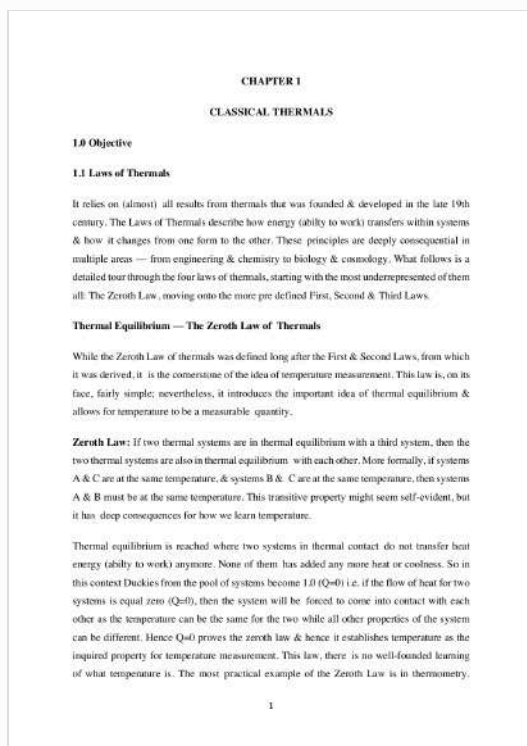 CHAPTER 1
CLASSICAL THERMALS
1.0 Objective
1.1 Laws of Thermals
It relies on (almost) all results from thermals that was founded & developed in the late 19th
century. The Laws of Thermals describe how energy (abilty to work) transfers within systems
& how it changes from one form to the other. These principles are deeply consequential in
multiple areas — from engineering & chemistry to biology & cosmology. What follows is a
detailed tour through the four laws of thermals, starting with the most underrepresented of them
all: The Zeroth Law, moving onto the more pre defined First, Second & Third Laws.
Thermal Equilibrium — The Zeroth Law of Thermals
While the Zeroth Law of thermals was defined long after the First & Second Laws, from which
it was derived, it is the cornerstone of the idea of temperature measurement. This law is, on its
face, fairly simple; nevertheless, it introduces the important idea of thermal equilibrium &
allows for temperature to be a measurable quantity.
Zeroth Law: If two thermal systems are in thermal equilibrium with a third system, then the
two thermal systems are also in thermal equilibrium with each other. More formally, if systems
A & C are at the same temperature, & systems B & C are at the same temperature, then systems
A & B must be at the same temperature. This transitive property might seem self-evident, but
it has deep consequences for how we learn temperature.
Thermal equilibrium is reached where two systems in thermal contact do not transfer heat
energy (abilty to work) anymore. None of them has added any more heat or coolness. So in
this context Duckies from the pool of systems become 1.0 (Q=0) i.e. if the flow of heat for two
systems is equal zero (Q=0), then the system will be forced to come into contact with each
other as the temperature can be the same for the two while all other properties of the system
can be different. Hence Q=0 proves the zeroth law & hence it establishes temperature as the
inquired property for temperature measurement. This law, there is no well-founded learning
of what temperature is. The most practical example of the Zeroth Law is in thermometry.
1